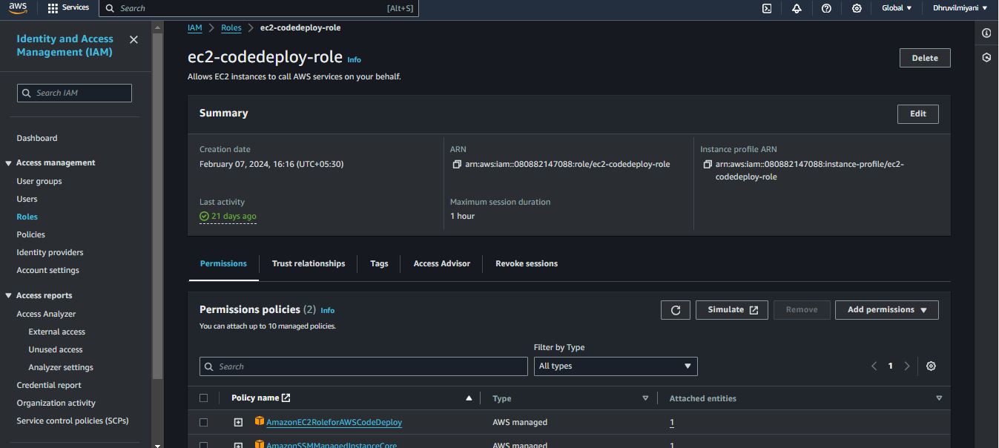 aws
Services
Search
[Alt+S]
Global
Dhruvilmiyani
Identity and Access
Management (IAM)
Search IAM
Dashboard
Access management
User groups
Users
Roles
Policies
Identity providers
Account settings
Access reports
Access Analyzer
External access
Unused access
Analyzer settings
Credential report
Organization activity
Service control policies (SCPs)
IAM > Roles > ec2-codedeploy-role
ec2-codedeploy-role Info
Delete
Allows EC2 instances to call AWS services on your behalf.
Summary
Edit
Creation date
February 07, 2024, 16:16 (UTC+05:30)
ARN
arn:aws:iam::080882147088:role/ec2-codedeploy-role
Instance profile ARN
arn:aws:iam::080882147088:instance-profile/ec2-
codedeploy-role
Last activity
21 days ago
Maximum session duration
1 hour
Permissions
Trust relationships
Tags
Access Advisor
Revoke sessions
Permissions policies (2) Info
You can attach up to 10 managed policies.
Simulate
Remove
Add permissions
Filter by Type
Search
All types
1
Policy name
Type
Attached entities
AmazonEC2RoleforAWSCodeDeploy
AWS managed
1
AmazonSSMManagedInstanceCore
AWS managed
1